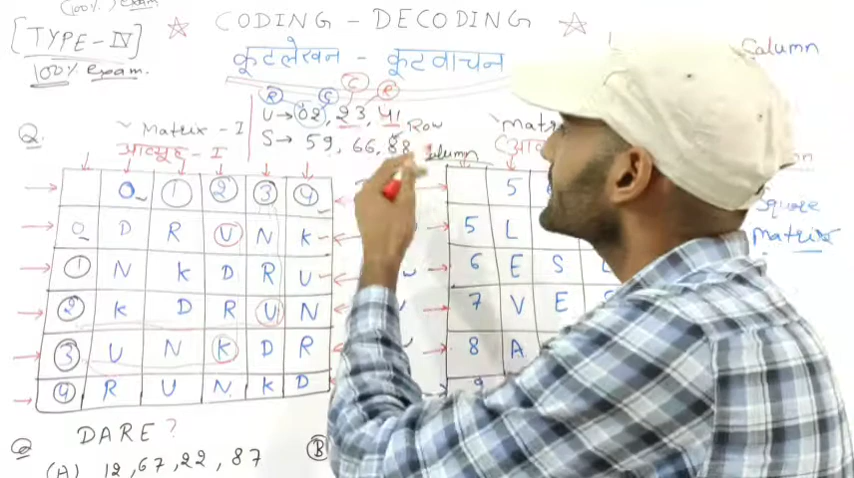 (100%) exam
CODING - DECODING
[TYPE-IV]
100% exam.
कूटलेखन - कूटवाचन
Column
R C C R
U → 02, 23, 41 Row
S → 59, 66, 88 Column
Q. Matrix - I
आव्यूह - I
Matrix
Square
Matrix
0 1 2 3 4
0 D R U N K
1 N K D R U
2 K D R U N
3 U N K D R
4 R U N K D
5
5 L
6 E S
7 V E
8 A
9
Q DARE?
(A) 12, 67, 22, 87
(B)